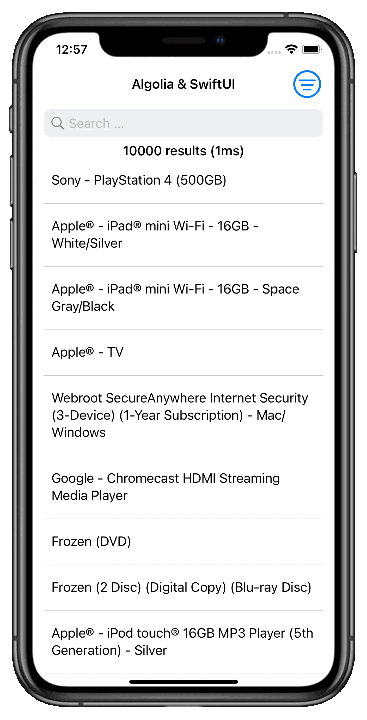 12:57
Algolia & SwiftUI
Search ...
10000 results (1ms)
Sony - PlayStation 4 (500GB)
Apple® - iPad® mini Wi-Fi - 16GB -
White/Silver
Apple® - iPad® mini Wi-Fi - 16GB - Space
Gray/Black
Apple® - TV
Webroot SecureAnywhere Internet Security
(3-Device) (1-Year Subscription) - Mac/
Windows
Google - Chromecast HDMI Streaming
Media Player
Frozen (DVD)
Frozen (2 Disc) (Digital Copy) (Blu-ray Disc)
Apple® - iPod touch® 16GB MP3 Player (5th
Generation) - Silver